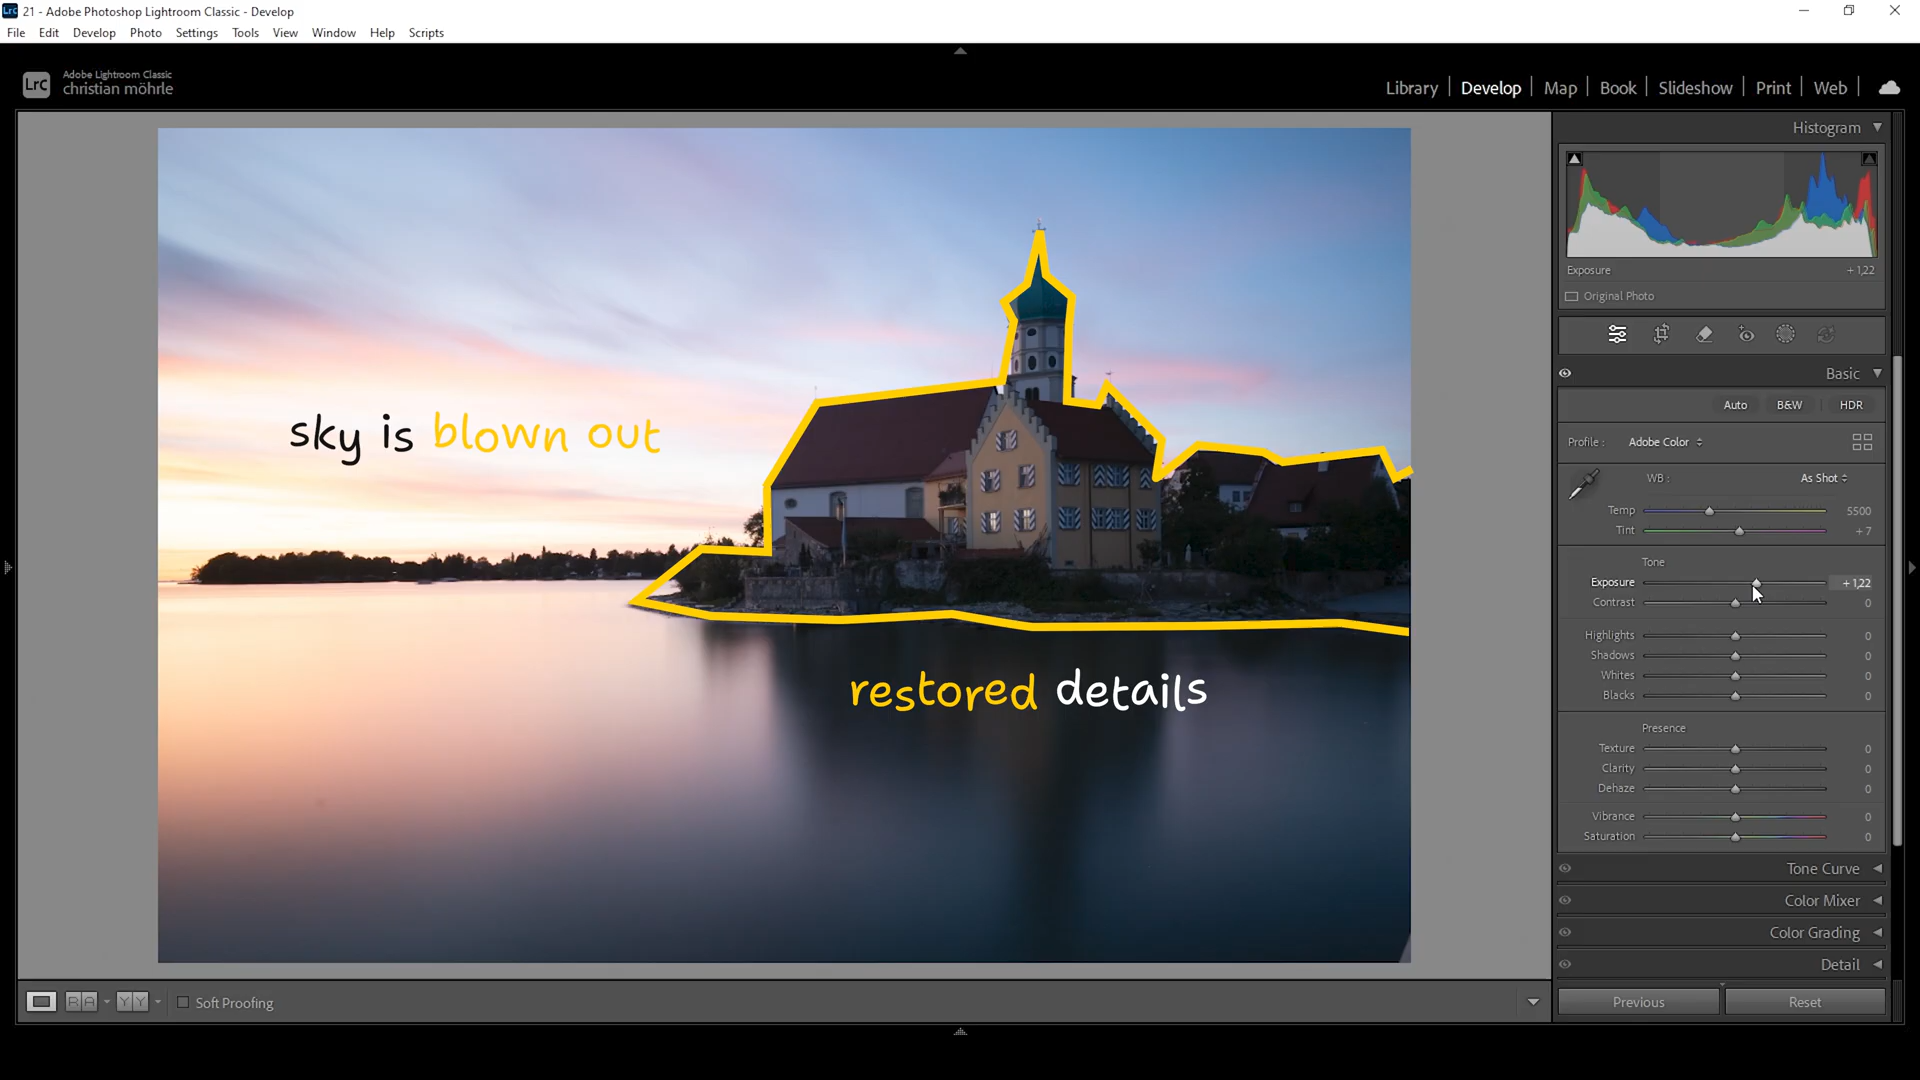 21 - Adobe Photoshop Lightroom Classic - Develop
File Edit Develop Photo Settings Tools View Window Help Scripts
LrC
Adobe Lightroom Classic
christian möhrle
Library Develop Map Book Slideshow Print Web
Histogram
Exposure +1,22
Original Photo
Basic
Auto B&W HDR
Profile : Adobe Color
WB : As Shot
Temp 5500
Tint +7
Tone
Exposure +1,22
Contrast 0
Highlights 0
Shadows 0
Whites 0
Blacks 0
Presence
Texture 0
Clarity 0
Dehaze 0
Vibrance 0
Saturation 0
Tone Curve
Color Mixer
Color Grading
Detail
Previous Reset
sky is blown out
restored details
R A Y Y Soft Proofing